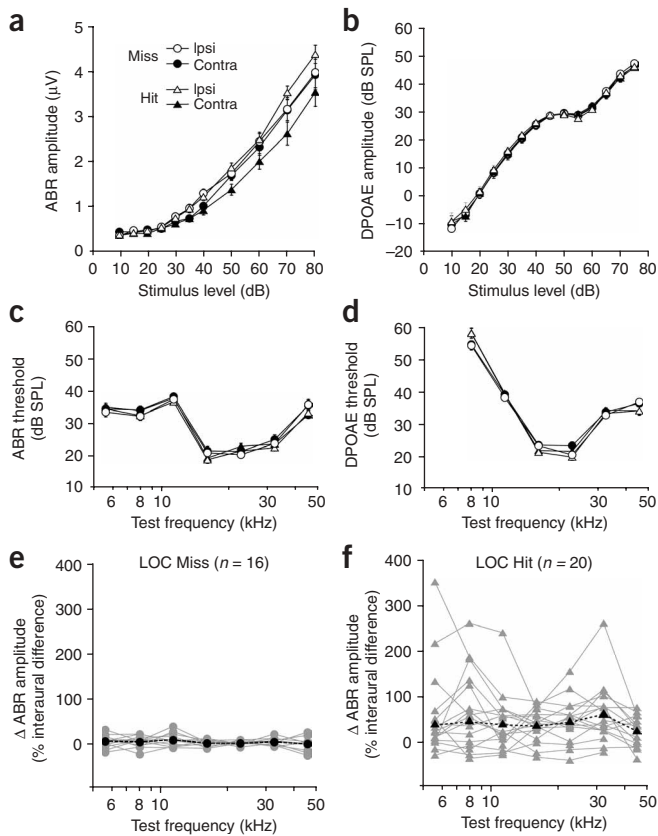 a
ABR amplitude (μV)
5
4
3
2
1
0
0 10 20 30 40 50 60 70 80
Stimulus level (dB)
Miss
Ipsi
Contra
Hit
Ipsi
Contra
b
DPOAE amplitude (dB SPL)
60
50
40
30
20
10
0
−10
−20
0 10 20 30 40 50 60 70 80
Stimulus level (dB)
c
ABR threshold
(dB SPL)
60
50
40
30
20
10
6 8 10 30 50
Test frequency (kHz)
d
DPOAE threshold
(dB SPL)
60
50
40
30
20
10
6 8 10 30 50
Test frequency (kHz)
e
LOC Miss (n = 16)
Δ ABR amplitude
(% interaural difference)
400
300
200
100
0
6 8 10 30 50
Test frequency (kHz)
f
LOC Hit (n = 20)
Δ ABR amplitude
(% interaural difference)
400
300
200
100
0
6 8 10 30 50
Test frequency (kHz)